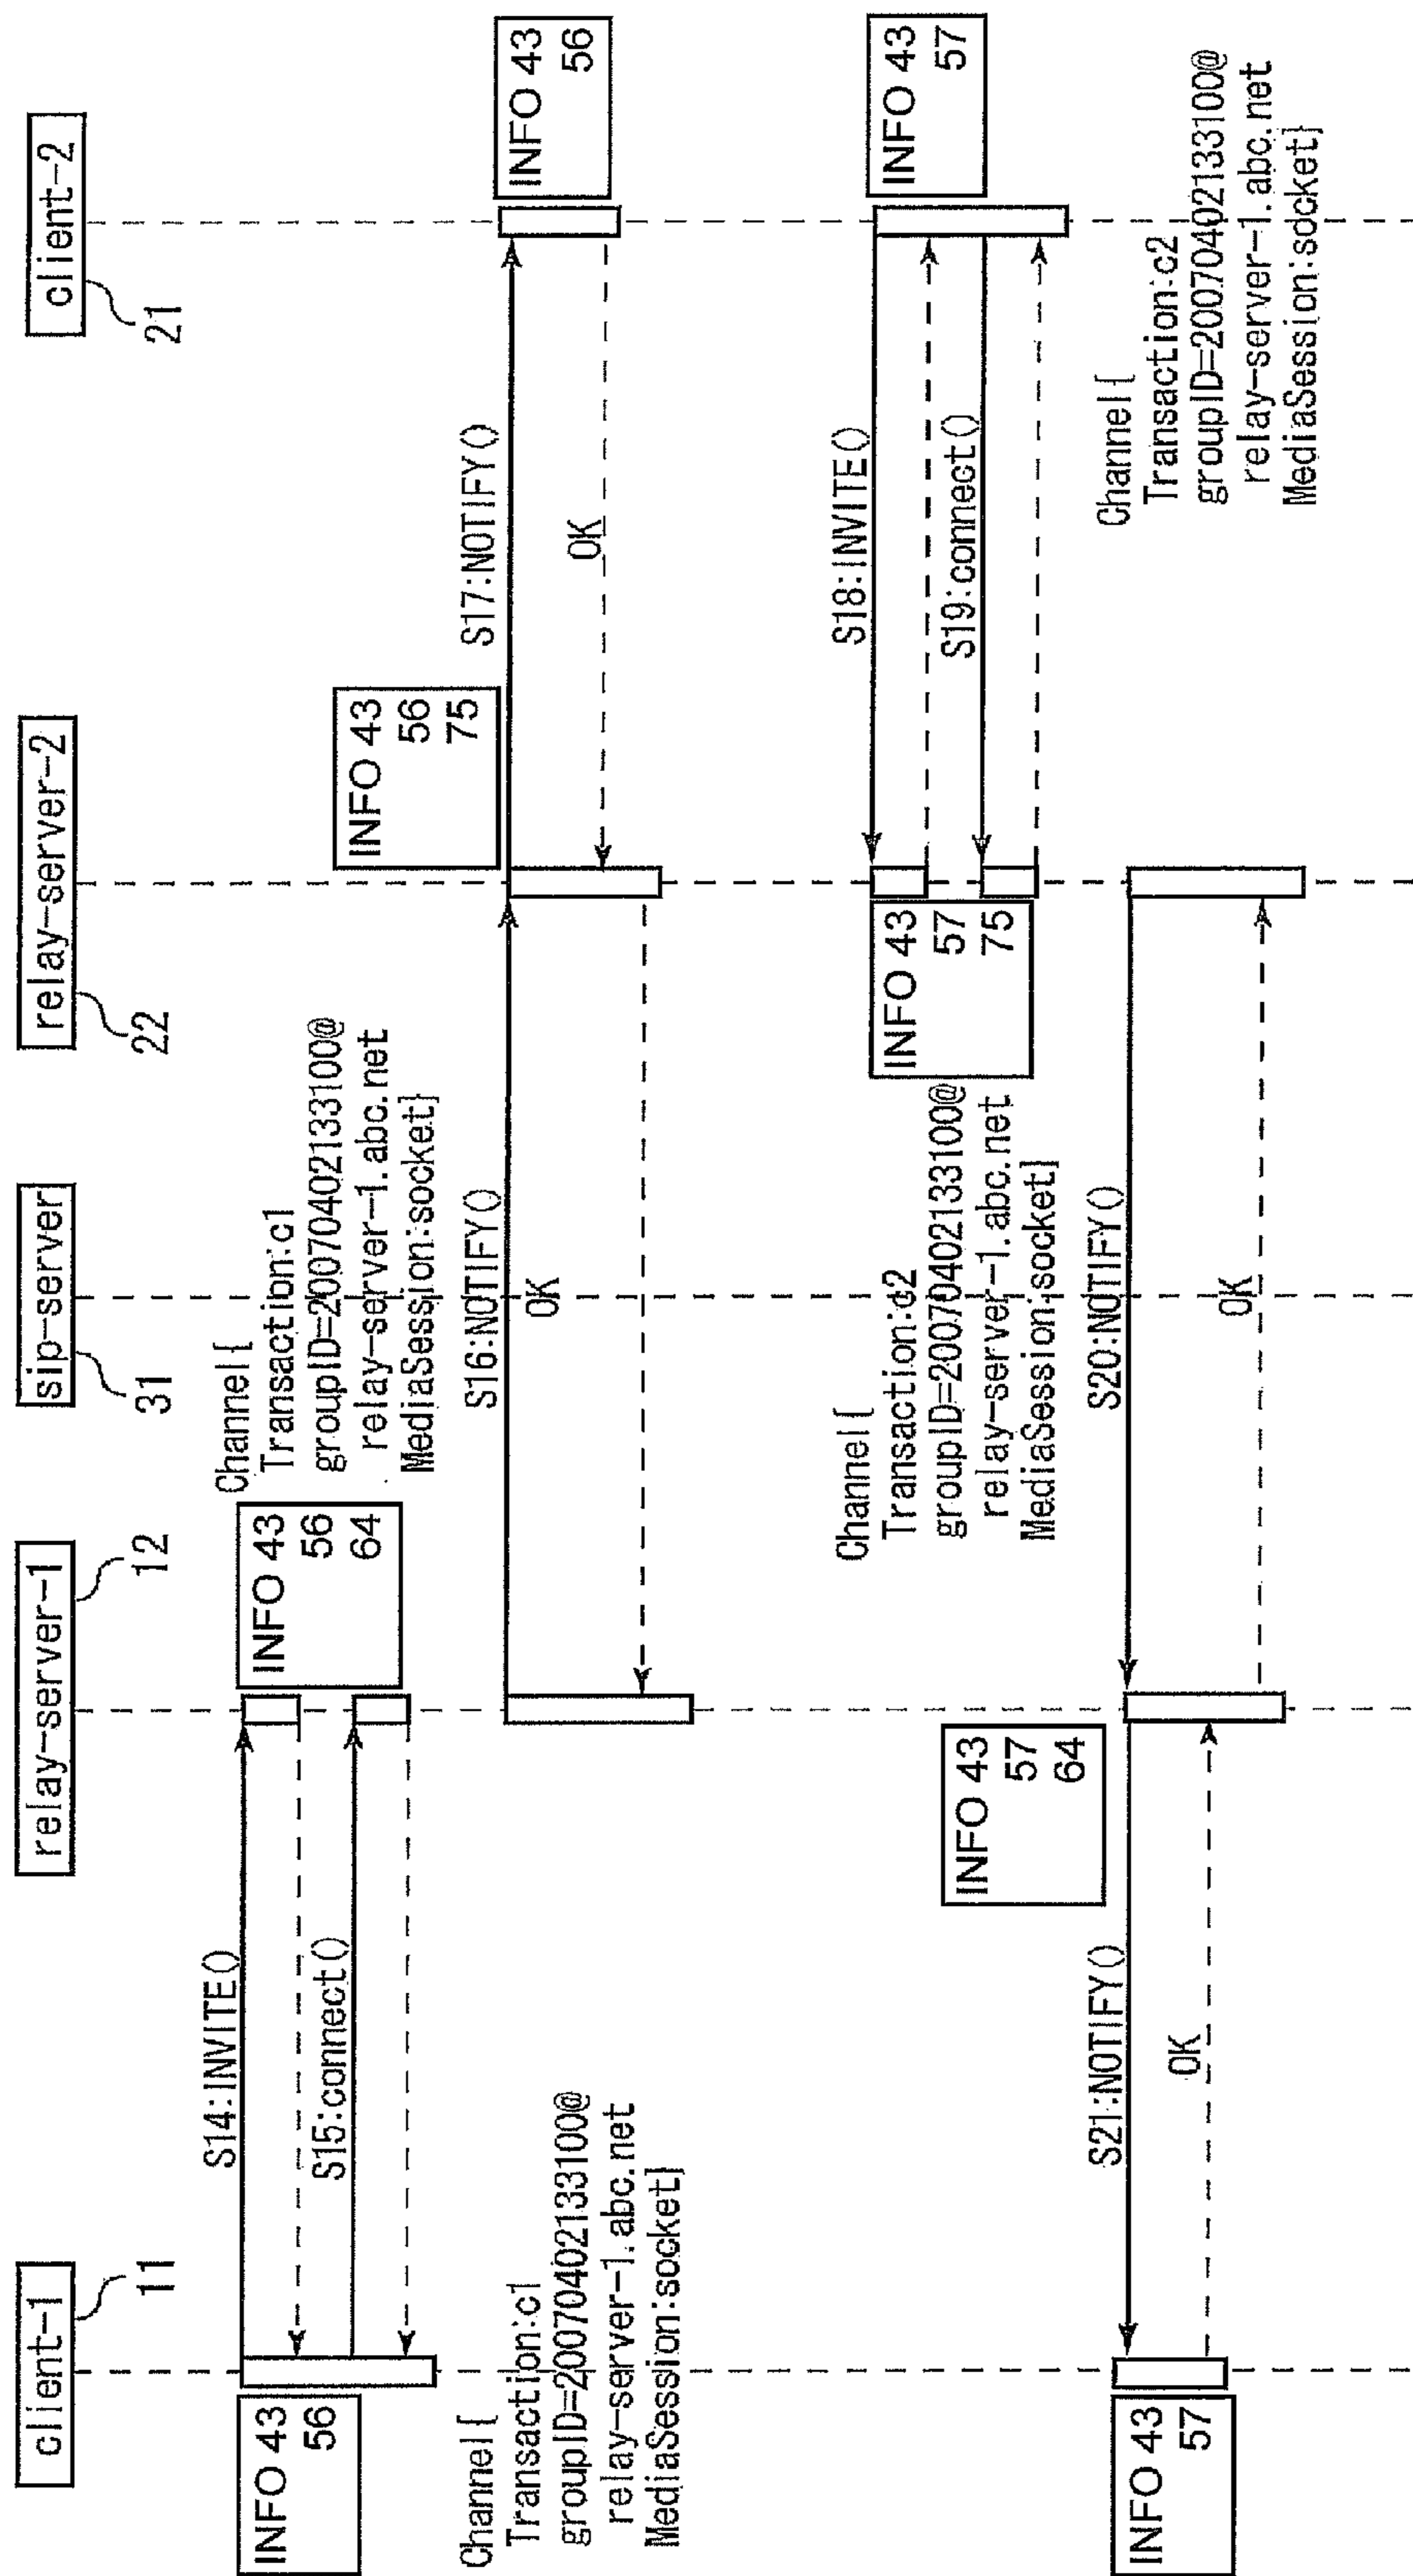 client-1
11
relay-server-1
12
sip-server
31
relay-server-2
22
client-2
21
INFO 43
56
S14:INVITE()
S15:connect()
INFO 43
56
64
Channel{
Transaction:c1
groupID=20070402133100@
relay-server-1.abc.net
MediaSession:socket}
Channel{
Transaction:c1
groupID=20070402133100@
relay-server-1.abc.net
MediaSession:socket}
S16:NOTIFY()
OK
INFO 43
56
75
S17:NOTIFY()
OK
INFO 43
56
S18:INVITE()
S19:connect()
INFO 43
57
INFO 43
57
75
Channel{
Transaction:c2
groupID=20070402133100@
relay-server-1.abc.net
MediaSession:socket}
Channel{
Transaction:c2
groupID=20070402133100@
relay-server-1.abc.net
MediaSession:socket}
S20:NOTIFY()
OK
INFO 43
57
64
S21:NOTIFY()
OK
INFO 43
57